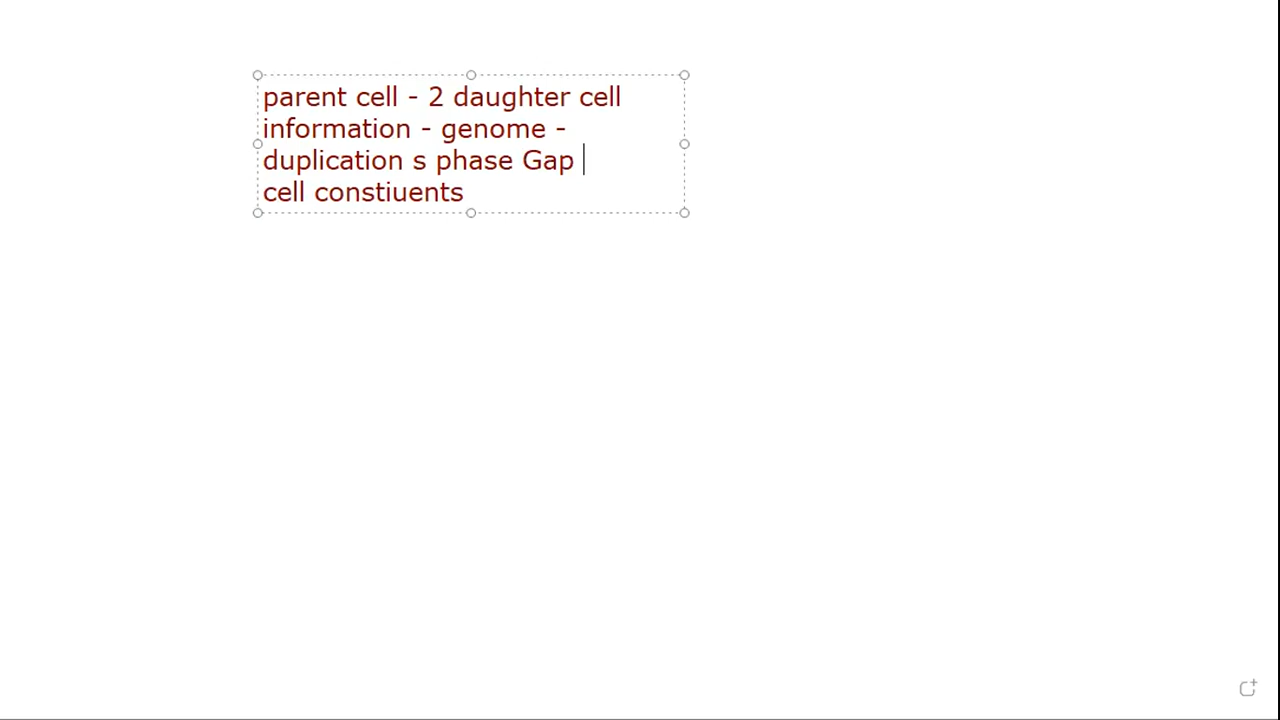 parent cell - 2 daughter cell
information - genome -
duplication s phase Gap
cell constiuents